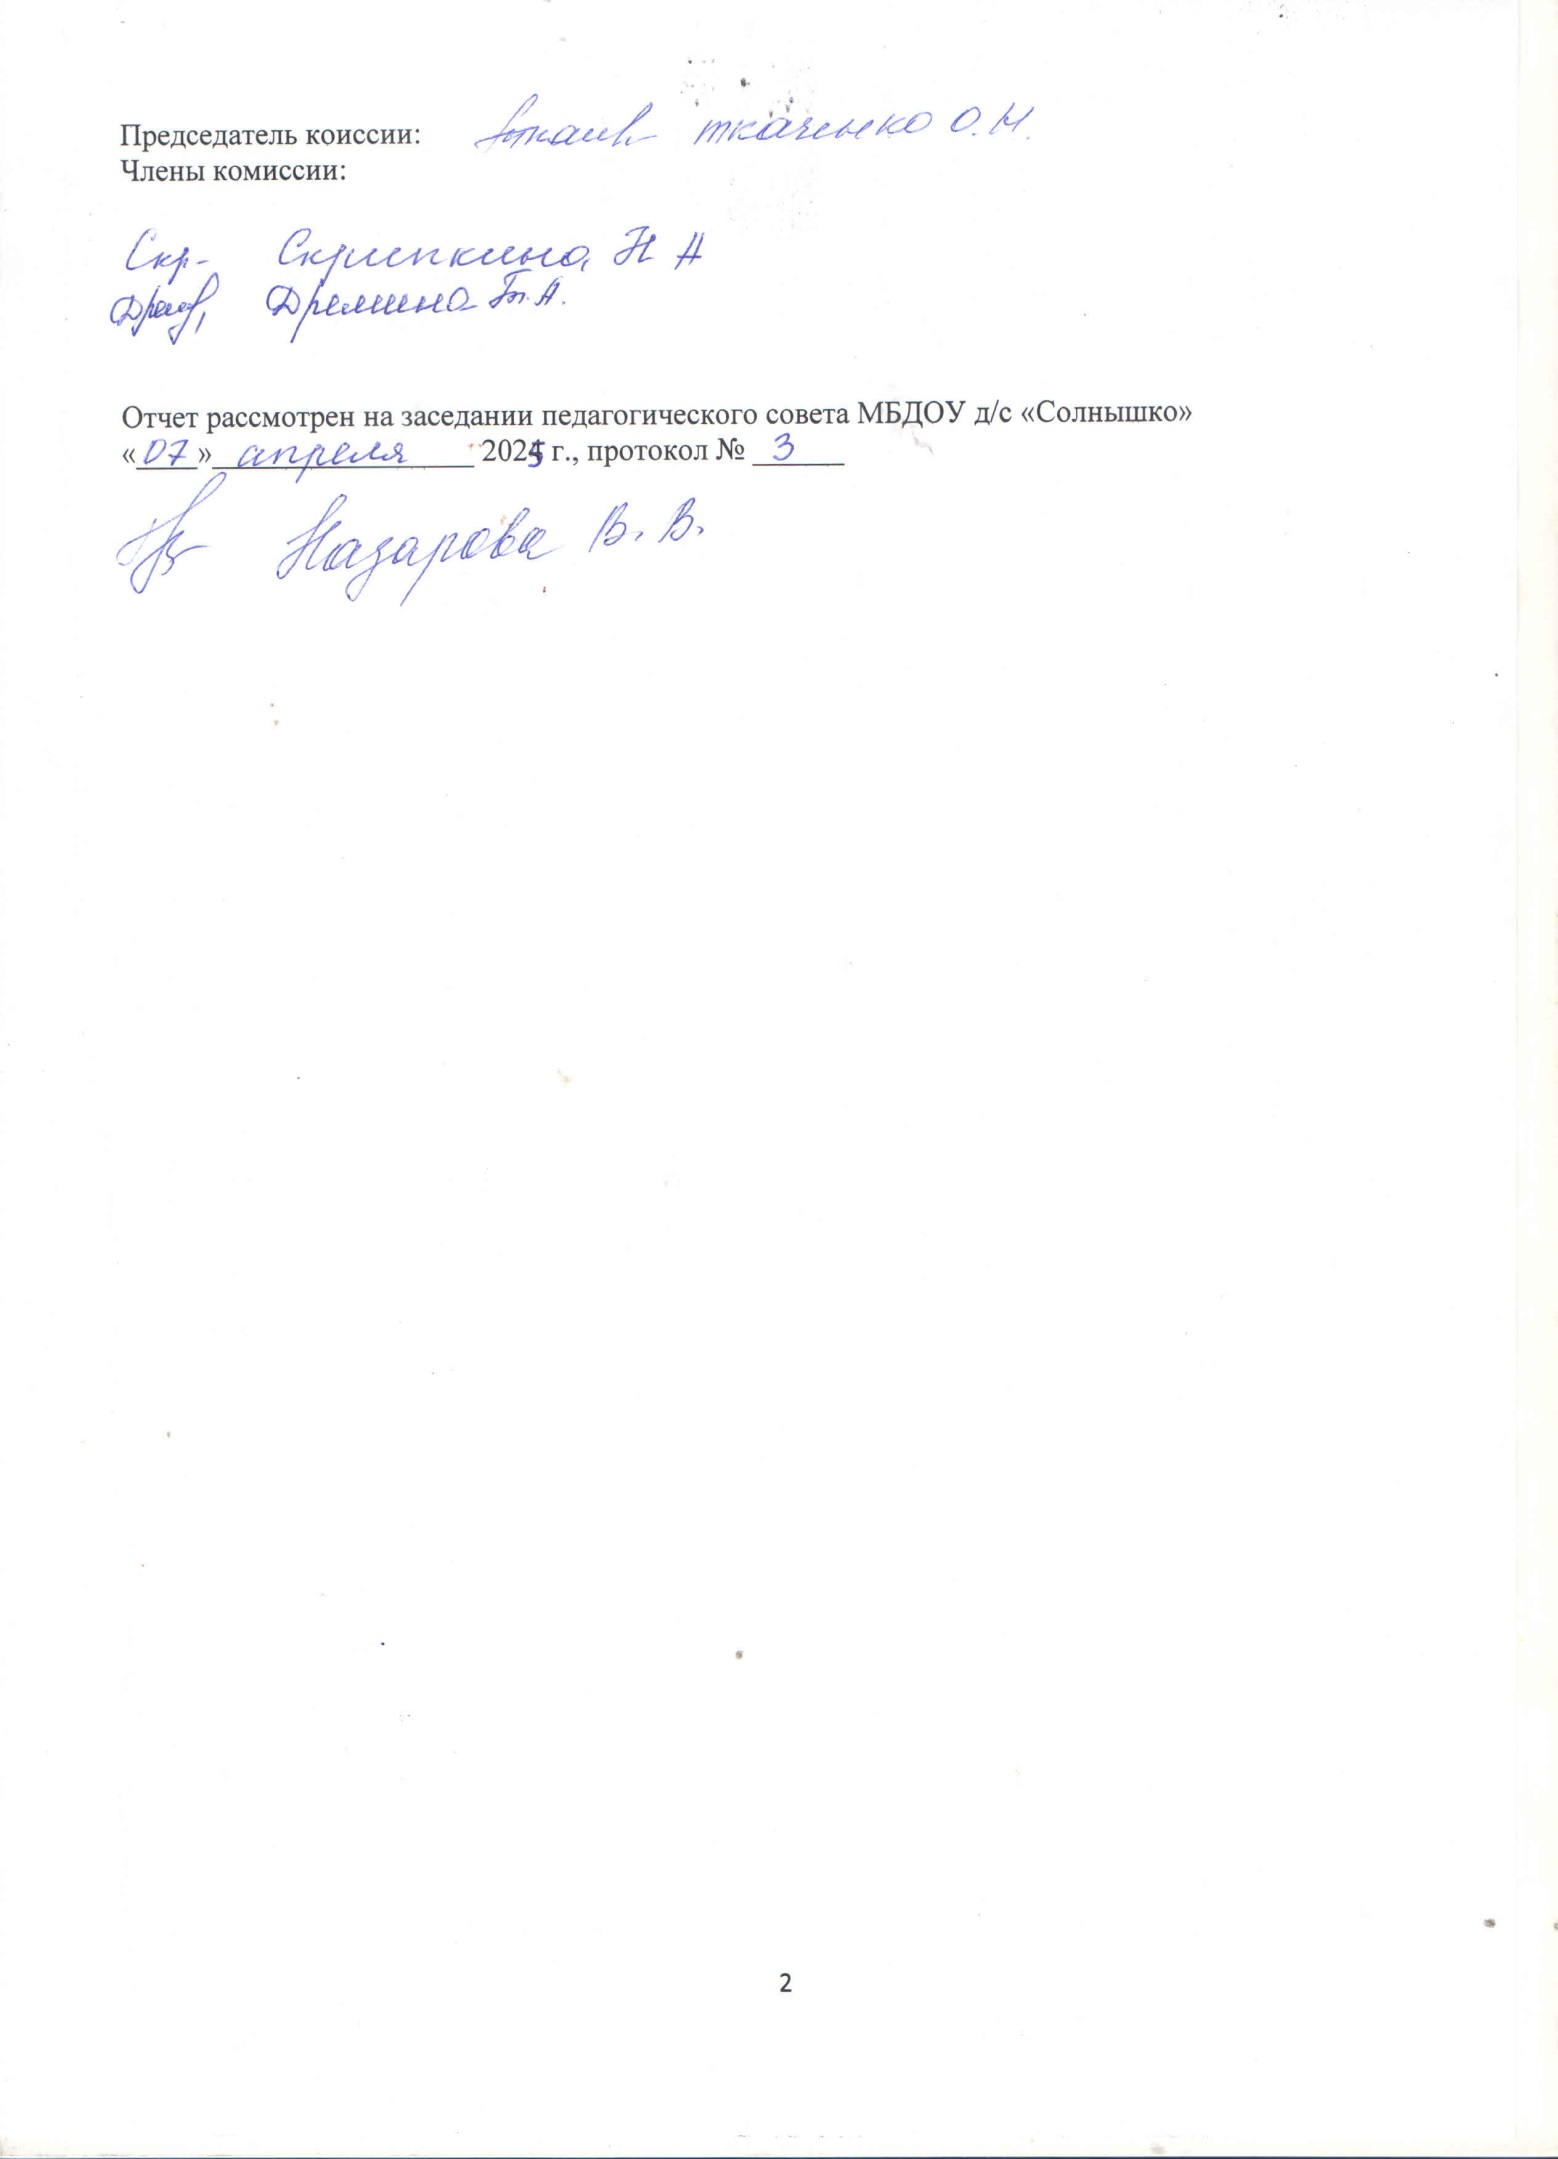 Председатель коиссии: Ткаченко О.Н.
Члены комиссии:
Скр- Скрипкина Н А
Дремина Т.А.
Отчет рассмотрен на заседании педагогического совета МБДОУ д/с «Солнышко»
«07» апреля 2025 г., протокол № 3
Назарова В. В.
2